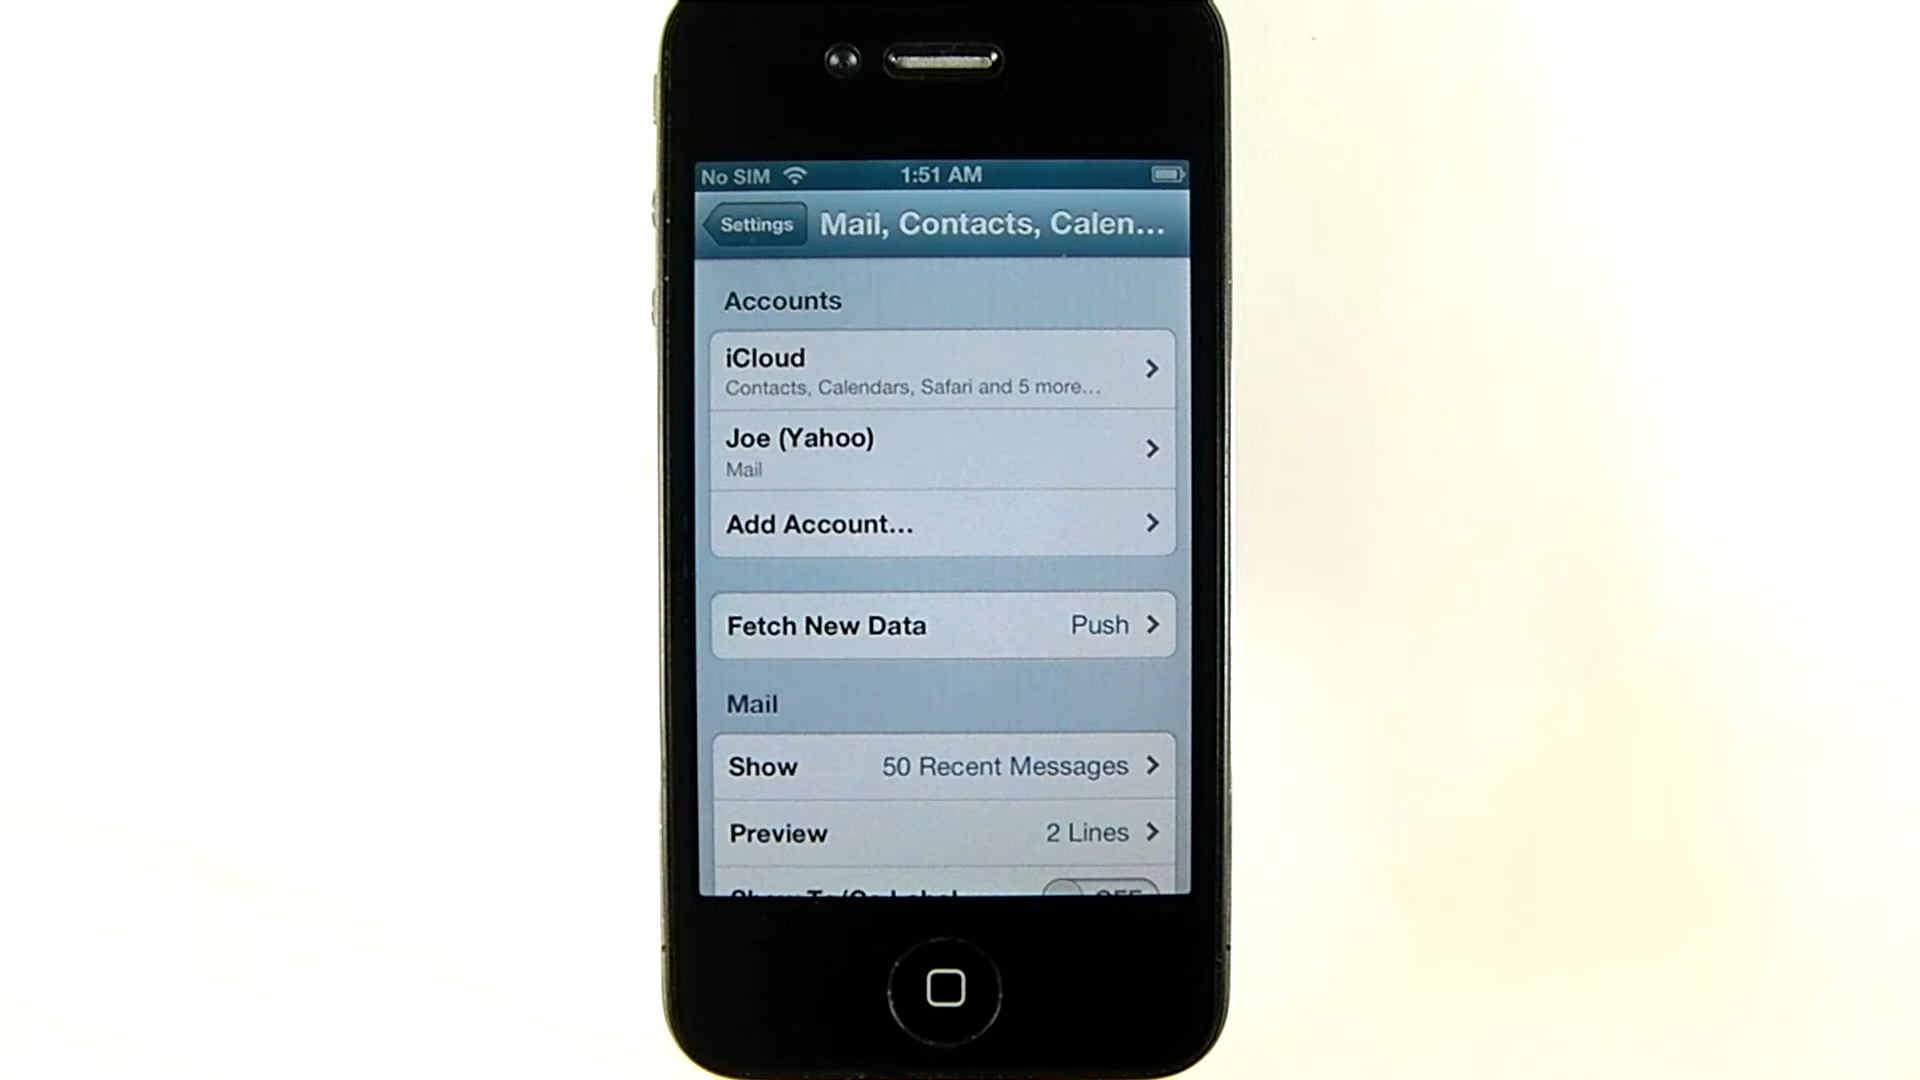 No SIM 1:51 AM
Settings Mail, Contacts, Calen...
Accounts
iCloud
Contacts, Calendars, Safari and 5 more...
Joe (Yahoo)
Mail
Add Account...
Fetch New Data Push
Mail
Show 50 Recent Messages
Preview 2 Lines